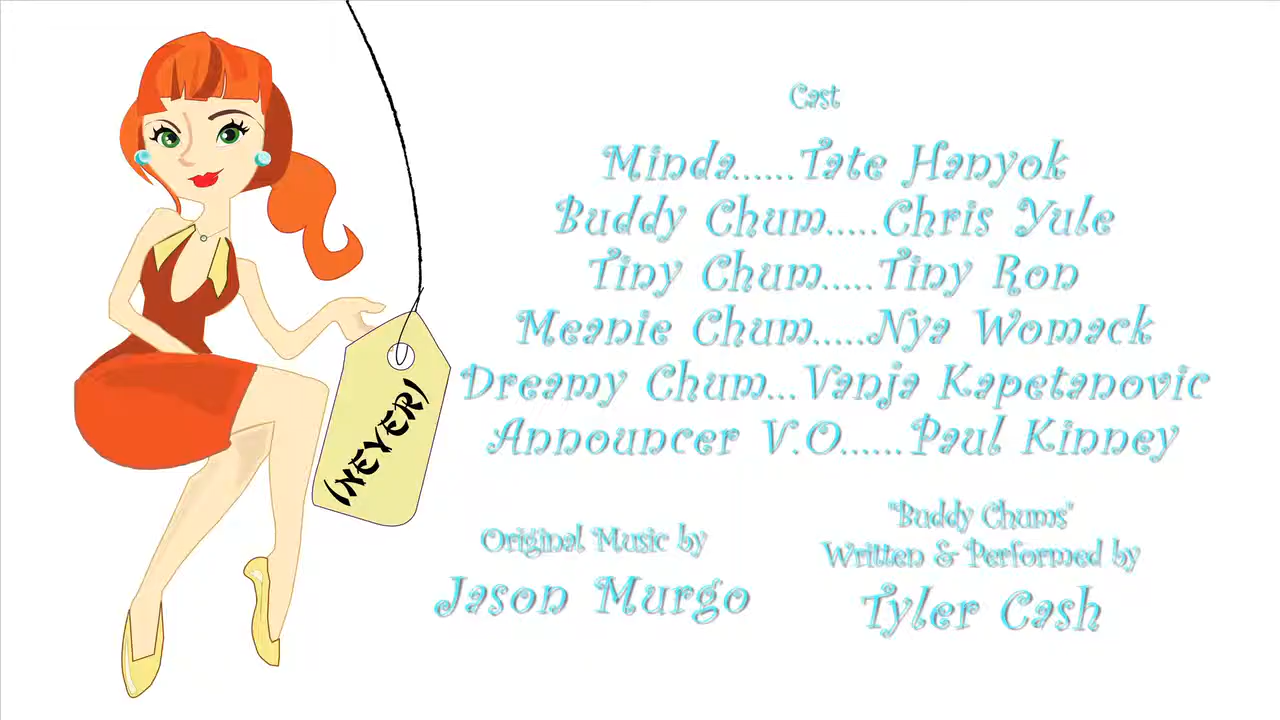 Cast
Minda......Tate Hanyok
Buddy Chum.....Chris Yule
Tiny Chum.....Tiny Ron
Meanie Chum.....Nya Womack
Dreamy Chum...Vanja Kapetanovic
Announcer V.O......Paul Kinney
(NEVER)
Original Music by
Jason Murgo
"Buddy Chums"
Written & Performed by
Tyler Cash